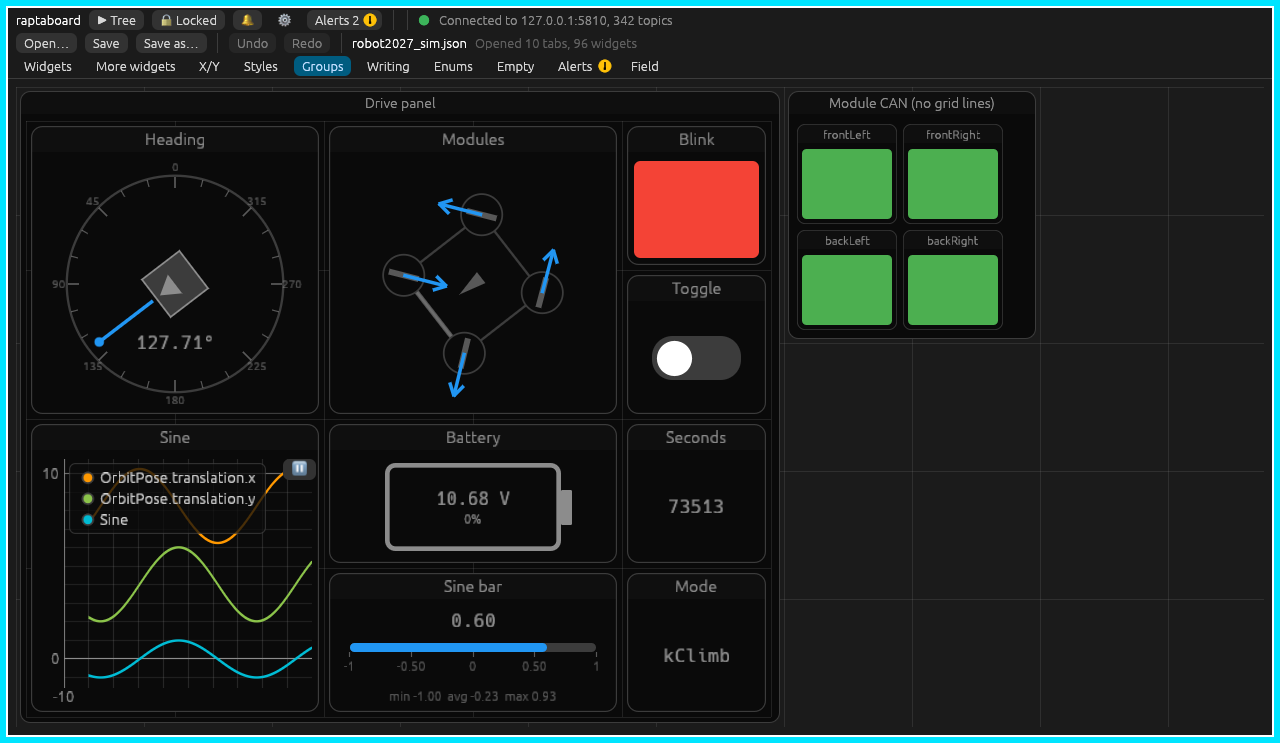 raptaboard ▶ Tree 🔒 Locked 🔔 ⚙ Alerts 2 ! Connected to 127.0.0.1:5810, 342 topics
Open… Save Save as… Undo Redo robot2027_sim.json Opened 10 tabs, 96 widgets
Widgets More widgets X/Y Styles Groups Writing Enums Empty Alerts ! Field
Drive panel
Heading
0
45
315
90
270
127.71°
135
225
180
Modules
Blink
Toggle
Sine
10
OrbitPose.translation.x
OrbitPose.translation.y
Sine
0
-10
Battery
10.68 V
0%
Seconds
73513
Sine bar
0.60
-1 -0.50 0 0.50 1
min -1.00 avg -0.23 max 0.93
Mode
kClimb
Module CAN (no grid lines)
frontLeft frontRight
backLeft backRight